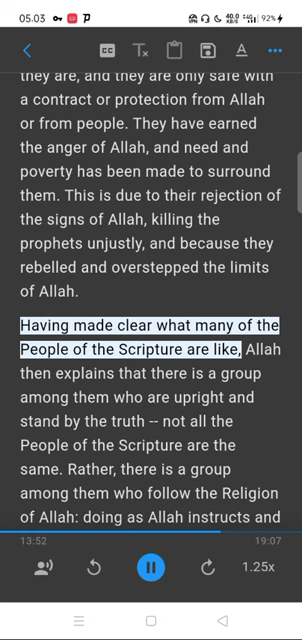 05.03
40.0
KB/S
92%
CC
A
they are, and they are only safe with
a contract or protection from Allah
or from people. They have earned
the anger of Allah, and need and
poverty has been made to surround
them. This is due to their rejection of
the signs of Allah, killing the
prophets unjustly, and because they
rebelled and overstepped the limits
of Allah.
Having made clear what many of the
People of the Scripture are like, Allah
then explains that there is a group
among them who are upright and
stand by the truth -- not all the
People of the Scripture are the
same. Rather, there is a group
among them who follow the Religion
of Allah: doing as Allah instructs and
13:52
19:07
1.25x